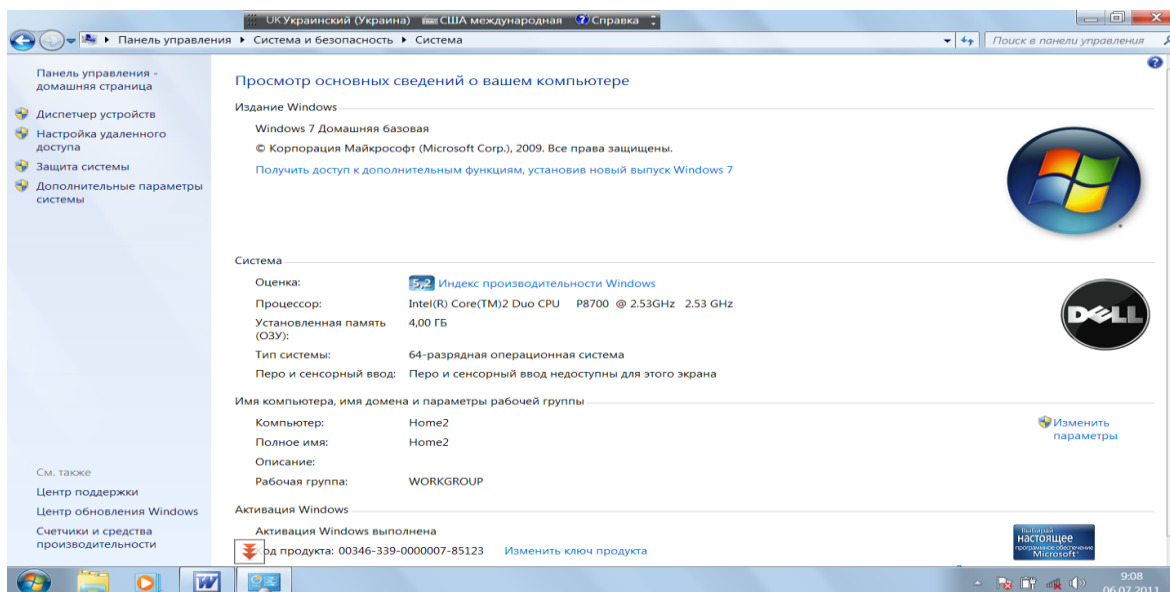 UK Украинский (Украина) США международная Справка
Панель управления ▸ Система и безопасность ▸ Система
Поиск в панели управления
Панель управления -
домашняя страница
Диспетчер устройств
Настройка удаленного
доступа
Защита системы
Дополнительные параметры
системы
См. также
Центр поддержки
Центр обновления Windows
Счетчики и средства
производительности
Просмотр основных сведений о вашем компьютере
Издание Windows
Windows 7 Домашняя базовая
© Корпорация Майкрософт (Microsoft Corp.), 2009. Все права защищены.
Получить доступ к дополнительным функциям, установив новый выпуск Windows 7
Система
Оценка: 5,2 Индекс производительности Windows
Процессор: Intel(R) Core(TM)2 Duo CPU P8700 @ 2.53GHz 2.53 GHz
Установленная память 4,00 ГБ
(ОЗУ):
Тип системы: 64-разрядная операционная система
Перо и сенсорный ввод: Перо и сенсорный ввод недоступны для этого экрана
DELL
Имя компьютера, имя домена и параметры рабочей группы
Компьютер: Home2
Изменить
параметры
Полное имя: Home2
Описание:
Рабочая группа: WORKGROUP
Активация Windows
Активация Windows выполнена
од продукта: 00346-339-0000007-85123 Изменить ключ продукта
Выбирай
настоящее
программное обеспечение
Microsoft
9:08
06.07.2011